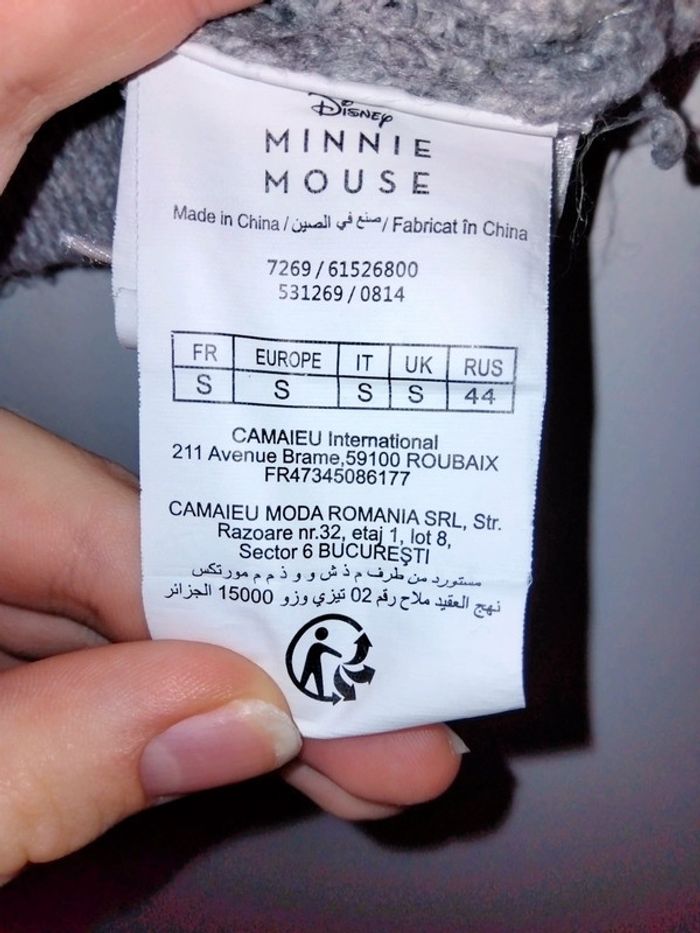 Disney
MINNIE
MOUSE
Made in China / صنع في الصين / Fabricat în China
7269 / 61526800
531269 / 0814
FR EUROPE IT UK RUS
S S S S 44
CAMAIEU International
211 Avenue Brame,59100 ROUBAIX
FR47345086177
CAMAIEU MODA ROMANIA SRL, Str.
Razoare nr.32, etaj 1, lot 8,
Sector 6 BUCUREŞTI
مستورد من طرف م ذ ش و و ذ م م مورتكس
نهج العقيد ملاح رقم 02 تيزي وزو 15000 الجزائر